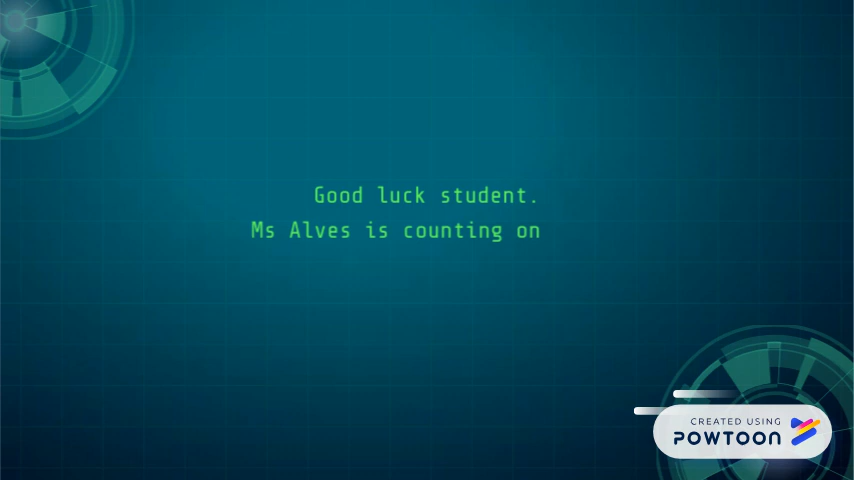 Good luck student.
Ms Alves is counting on
CREATED USING
POWTOON